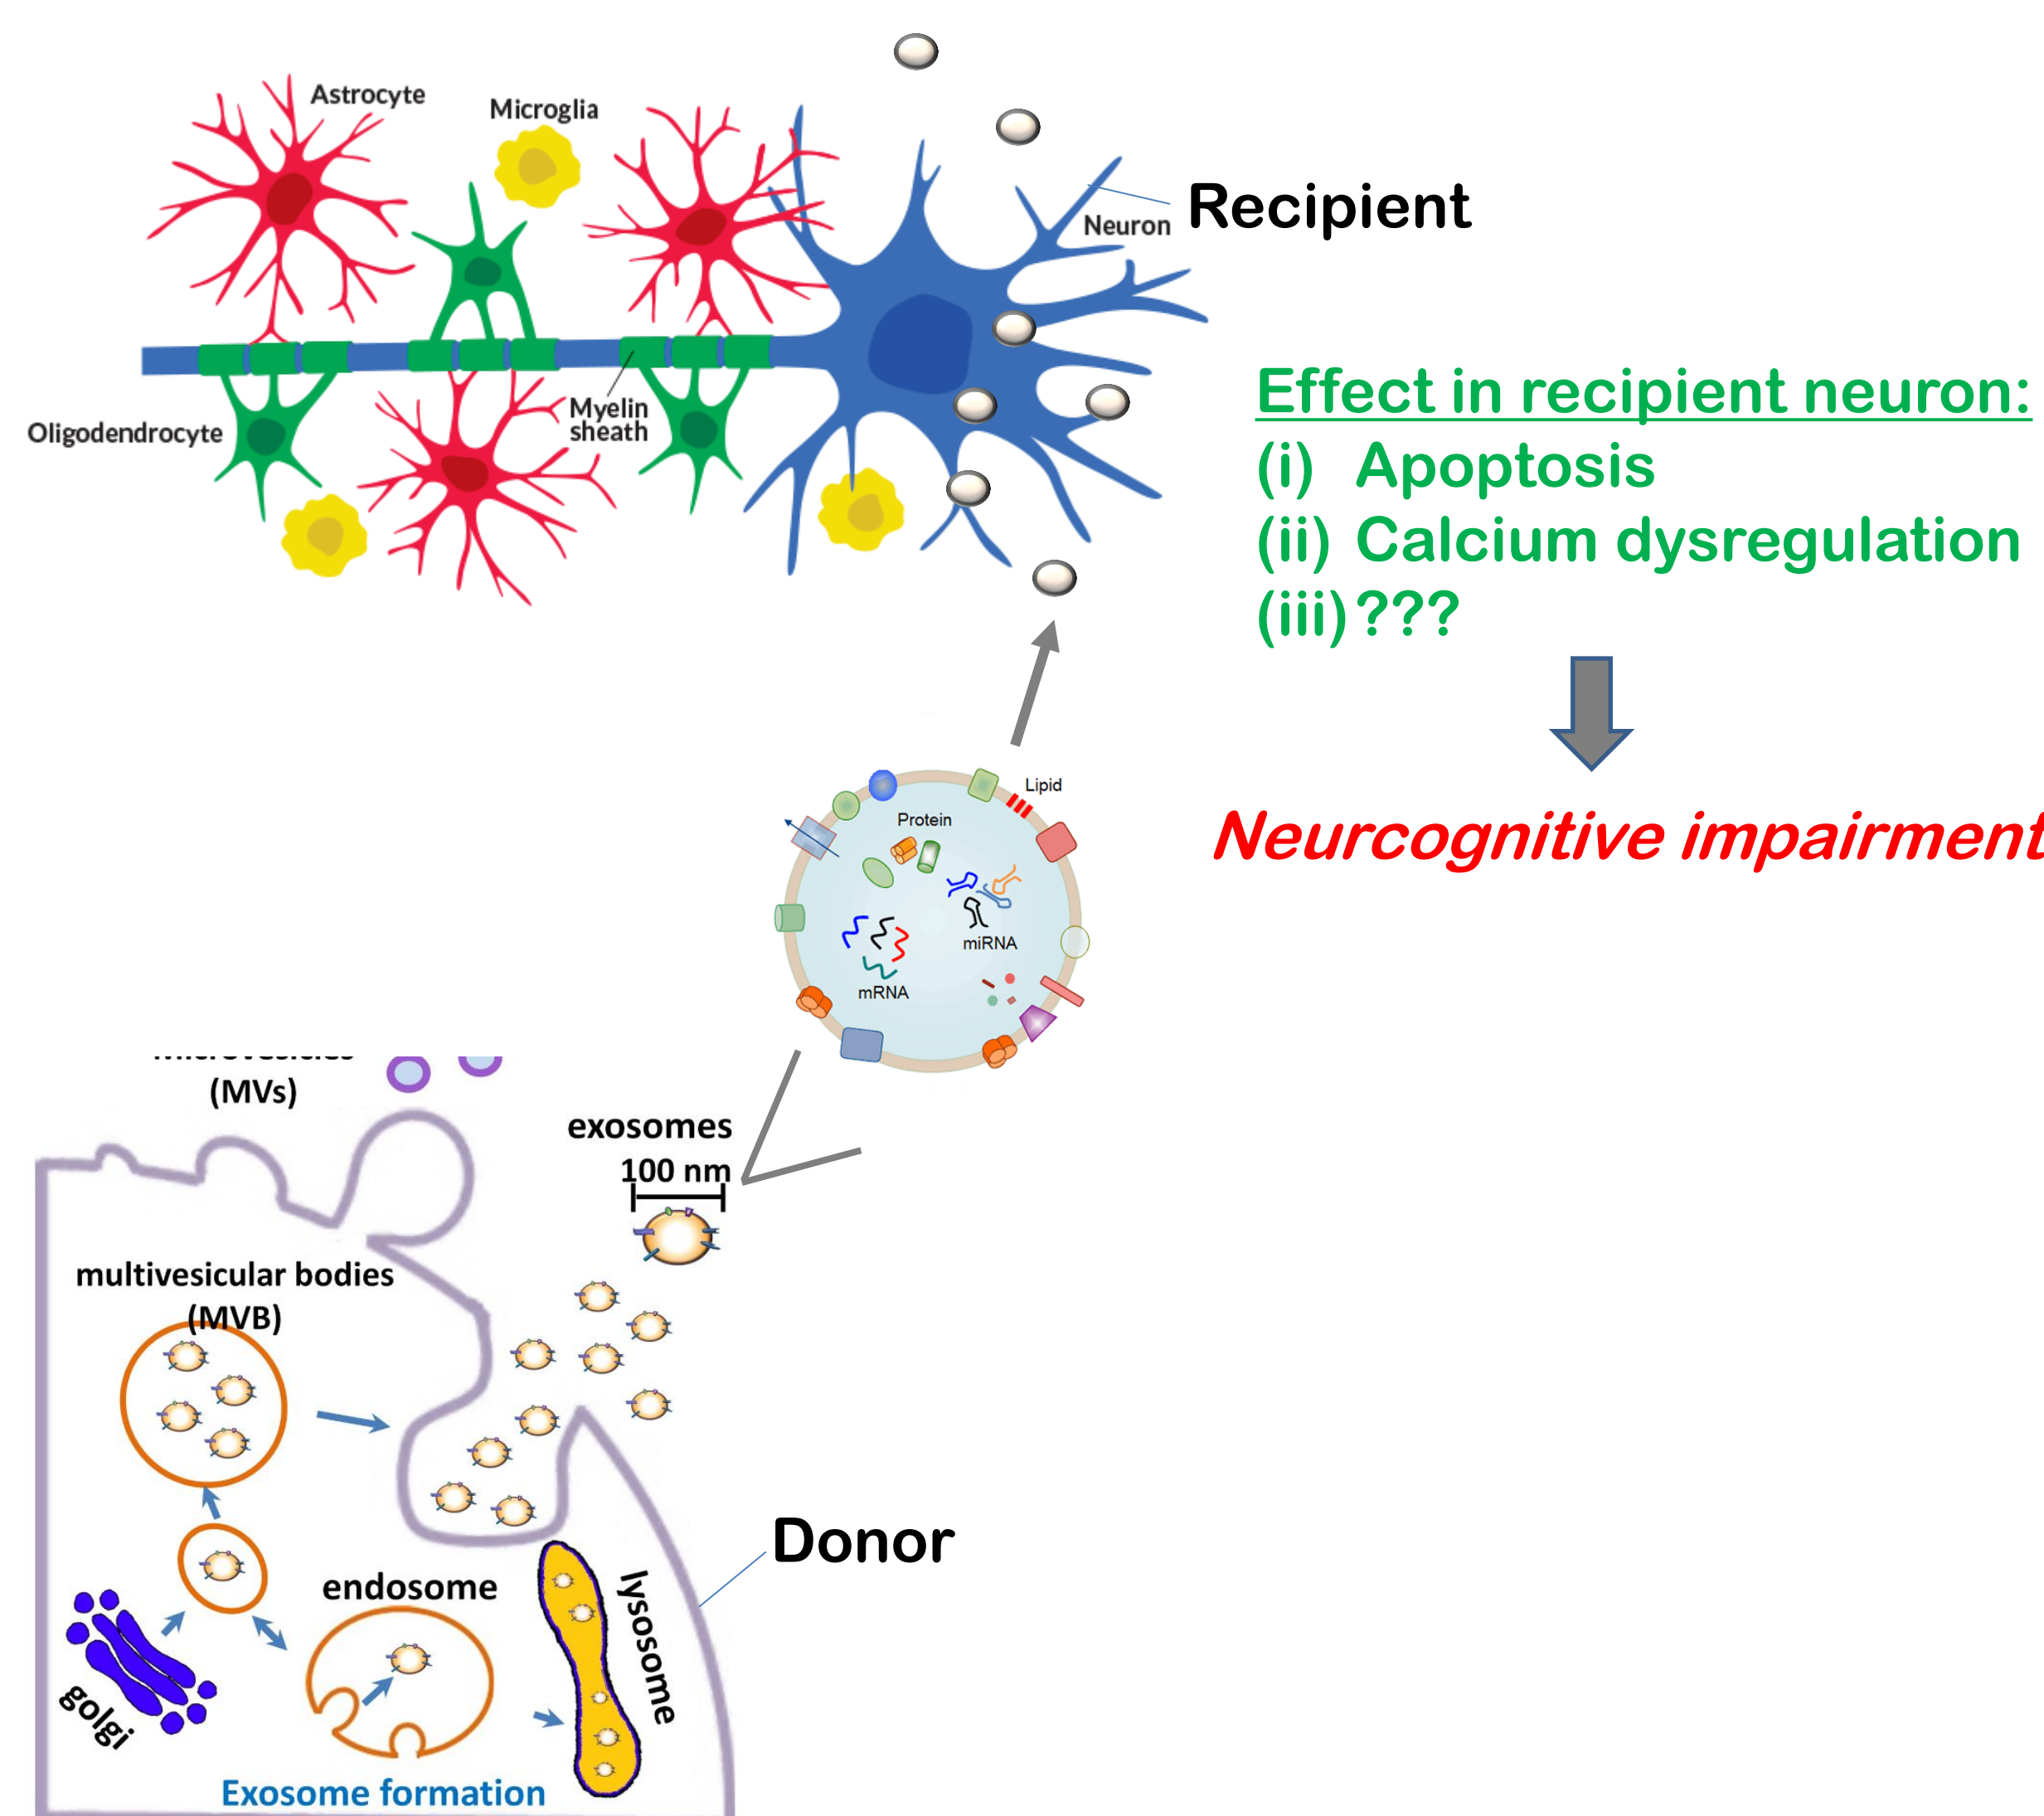 Astrocyte
Microglia
Recipient
Neuron
Myelin
sheath
Oligodendrocyte
Effect in recipient neuron:
(i) Apoptosis
(ii) Calcium dysregulation
(iii) ???
Neurcognitive impairment
Lipid
Protein
miRNA
mRNA
(MVs)
exosomes
100 nm
multivesicular bodies
(MVB)
Donor
endosome
lysosome
golgi
Exosome formation